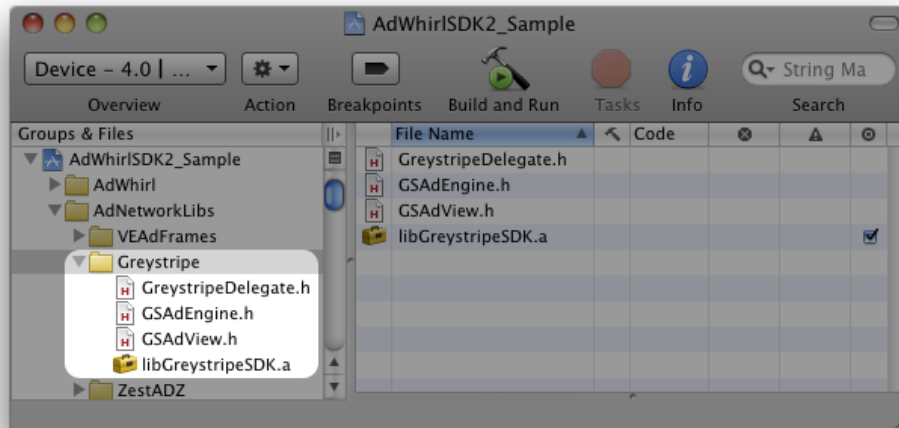 AdWhirlSDK2_Sample
Device - 4.0 | ...
Overview Action Breakpoints Build and Run Tasks Info Search
String Ma
Groups & Files
File Name Code
AdWhirlSDK2_Sample
AdWhirl
AdNetworkLibs
VEAdFrames
Greystripe
GreystripeDelegate.h
GSAdEngine.h
GSAdView.h
libGreystripeSDK.a
ZestADZ
GreystripeDelegate.h
GSAdEngine.h
GSAdView.h
libGreystripeSDK.a